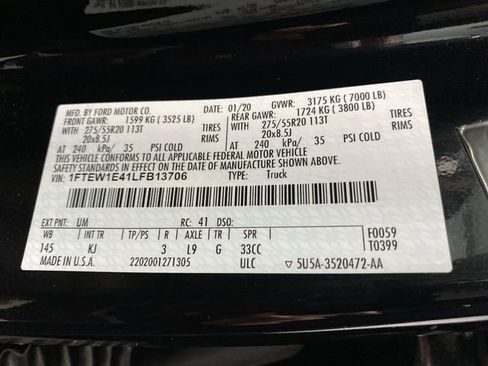 MFD. BY FORD MOTOR CO.
01/20 GVWR: 3175 KG ( 7000 LB)
FRONT GAWR: 1599 KG ( 3525 LB)
REAR GAWR: 1724 KG ( 3800 LB)
WITH 275/55R20 113T TIRES
WITH 275/55R20 113T TIRES
20x8.5J RIMS
20x8.5J RIMS
AT 240 kPa/ 35 PSI COLD
AT 240 kPa/ 35 PSI COLD
THIS VEHICLE CONFORMS TO ALL APPLICABLE FEDERAL MOTOR VEHICLE
SAFETY, BUMPER, AND THEFT PREVENTION STANDARDS IN EFFECT ON THE DATE OF MANUFACTURE SHOWN ABOVE.
VIN: 1FTEW1E41LFB13706 TYPE: Truck
EXT PNT: UM RC: 41 DSO:
WB INT TR TP/PS R AXLE TR SPR
F0059
145 KJ 3 L9 G 33CC
T0399
MADE IN U.S.A. 2202001271305 ULC 5U5A-3520472-AA